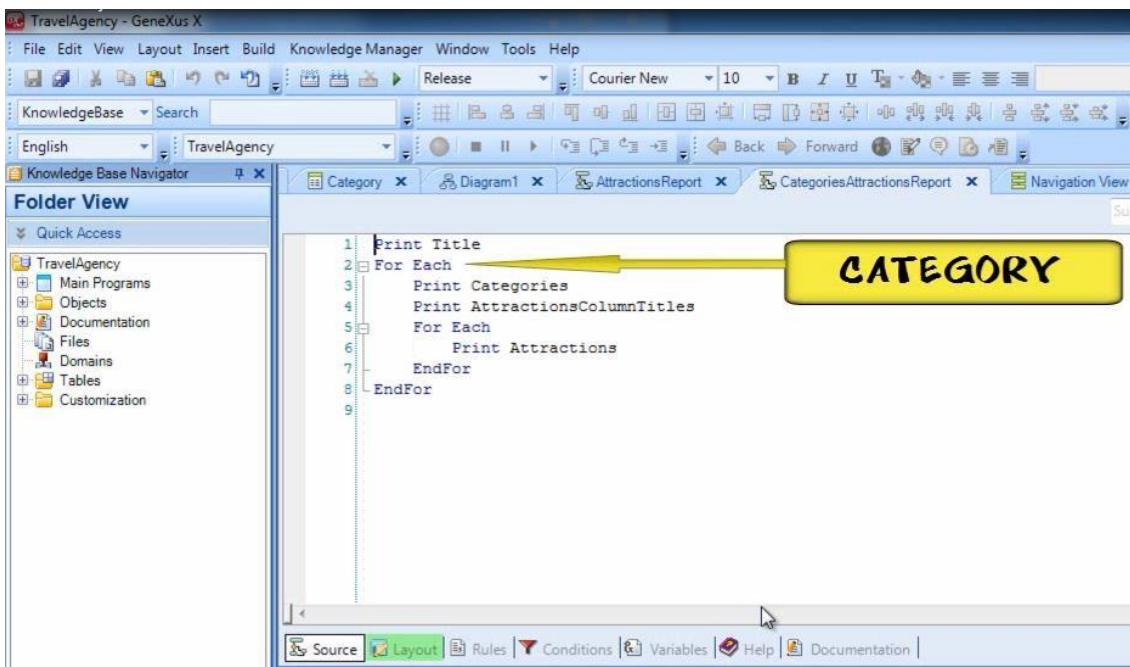 TravelAgency - GeneXus X
File Edit View Layout Insert Build Knowledge Manager Window Tools Help
Release Courier New 10 B I U
KnowledgeBase Search
English TravelAgency Back Forward
Knowledge Base Navigator
Category Diagram1 AttractionsReport CategoriesAttractionsReport Navigation View
Folder View
Su
Quick Access
TravelAgency
Main Programs
Objects
Documentation
Files
Domains
Tables
Customization
1 Print Title
2 For Each
3 Print Categories
4 Print AttractionsColumnTitles
5 For Each
6 Print Attractions
7 EndFor
8 EndFor
9
CATEGORY
Source Layout Rules Conditions Variables Help Documentation